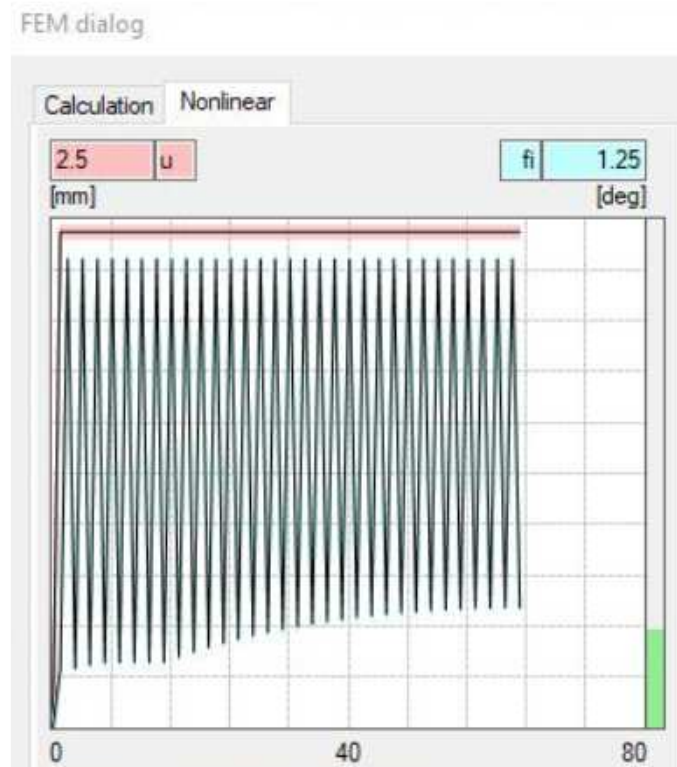 FEM dialog
Calculation Nonlinear
2.5 u fi 1.25
[mm] [deg]
0 40 80